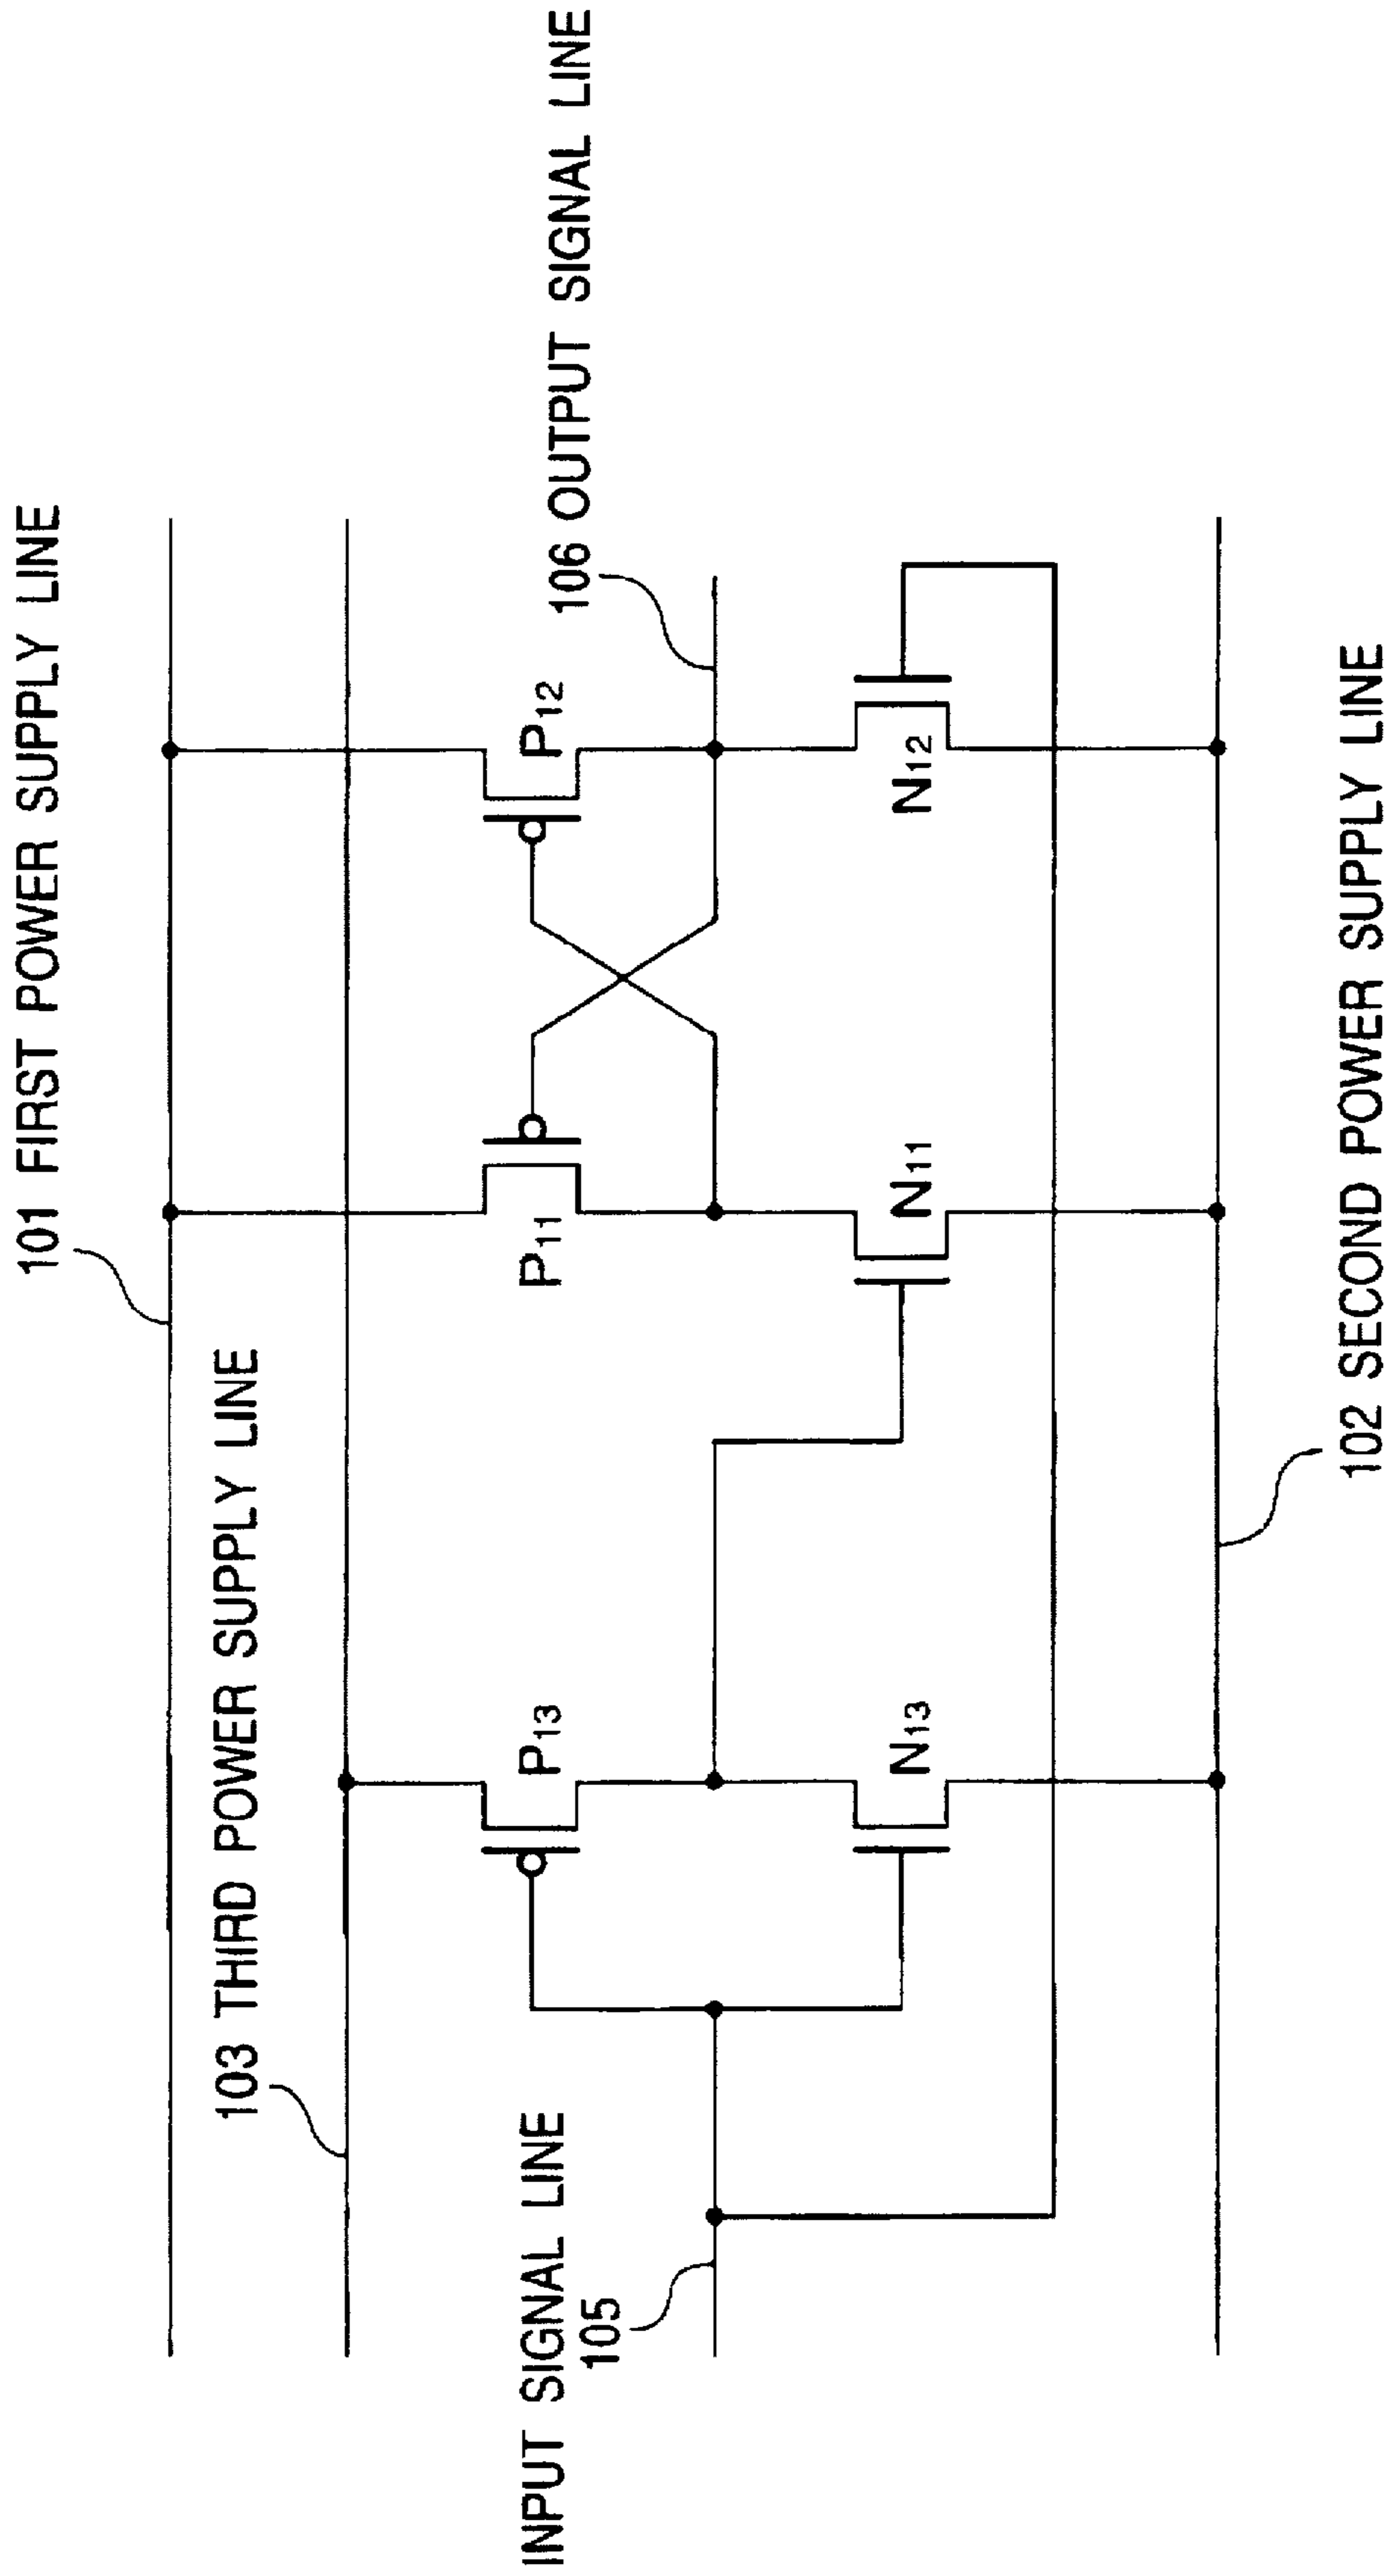 101 FIRST POWER SUPPLY LINE
103 THIRD POWER SUPPLY LINE
INPUT SIGNAL LINE
105
P13
P11
P12
106 OUTPUT SIGNAL LINE
N13
N11
N12
102 SECOND POWER SUPPLY LINE